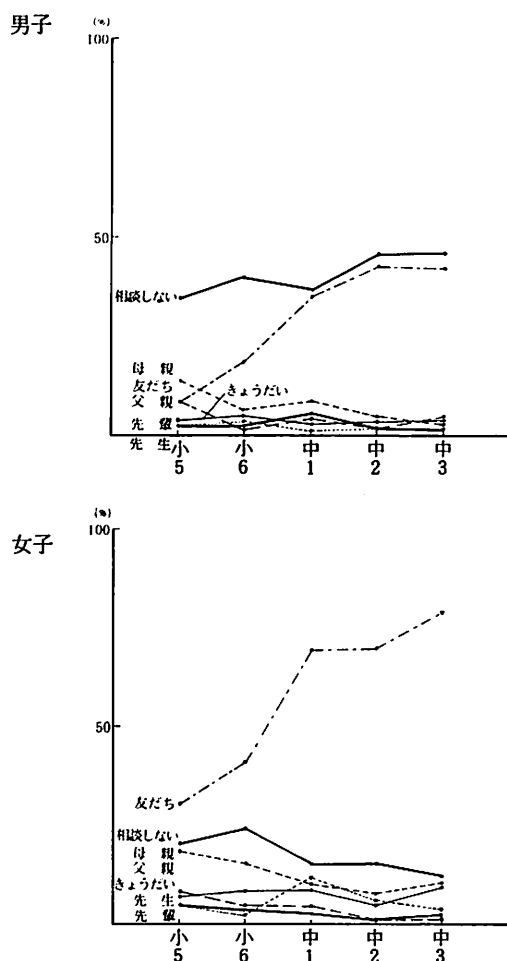 男子
(%)
100
50
相談しない
母親
友だち
きょうだい
父親
先輩
先生
小5
小6
中1
中2
中3
女子
(%)
100
50
友だち
相談しない
母親
父親
きょうだい
先生
先輩
小5
小6
中1
中2
中3